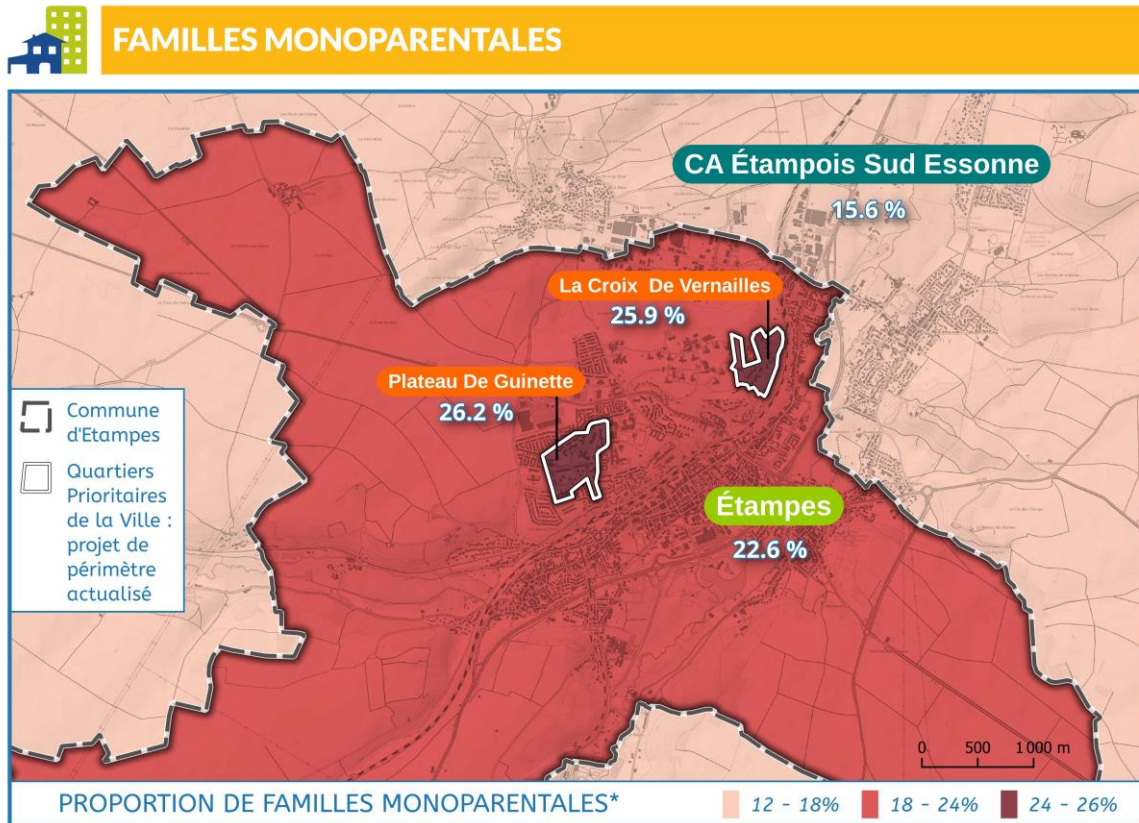 FAMILLES MONOPARENTALES
CA Étampois Sud Essonne
15.6 %
La Croix De Vernailles
25.9 %
Plateau De Guinette
26.2 %
Commune
d'Etampes
Quartiers
Prioritaires
de la Ville :
projet de
périmètre
actualisé
Étampes
22.6 %
0 500 1 000 m
PROPORTION DE FAMILLES MONOPARENTALES* 12 - 18% 18 - 24% 24 - 26%